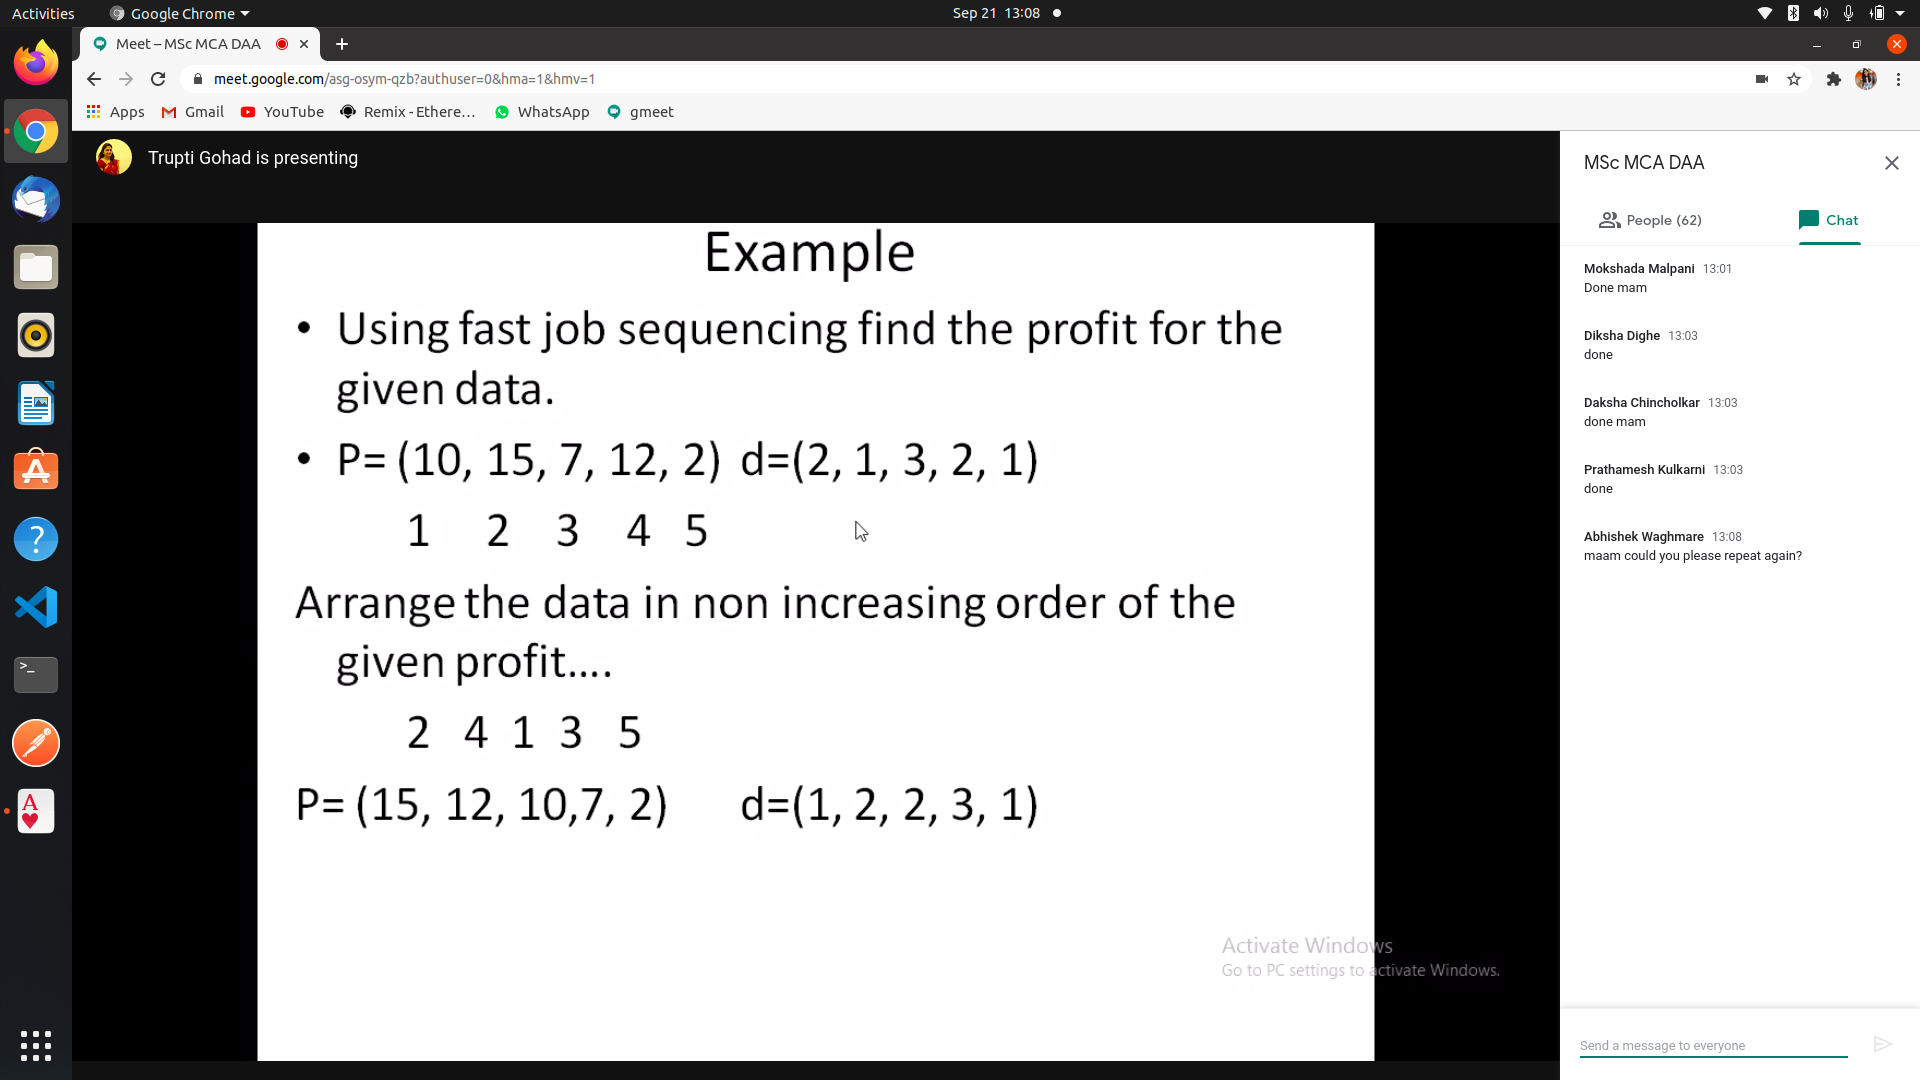 Activities
Google Chrome
Sep 21 13:08
Meet – MSc MCA DAA
meet.google.com/asg-osym-qzb?authuser=0&hma=1&hmv=1
Apps
Gmail
YouTube
Remix - Ethere...
WhatsApp
gmeet
Trupti Gohad is presenting
Example
• Using fast job sequencing find the profit for the
given data.
• P= (10, 15, 7, 12, 2) d=(2, 1, 3, 2, 1)
1 2 3 4 5
Arrange the data in non increasing order of the
given profit....
2 4 1 3 5
P= (15, 12, 10,7, 2) d=(1, 2, 2, 3, 1)
Activate Windows
Go to PC settings to activate Windows.
MSc MCA DAA
People (62)
Chat
Mokshada Malpani 13:01
Done mam
Diksha Dighe 13:03
done
Daksha Chincholkar 13:03
done mam
Prathamesh Kulkarni 13:03
done
Abhishek Waghmare 13:08
maam could you please repeat again?
Send a message to everyone